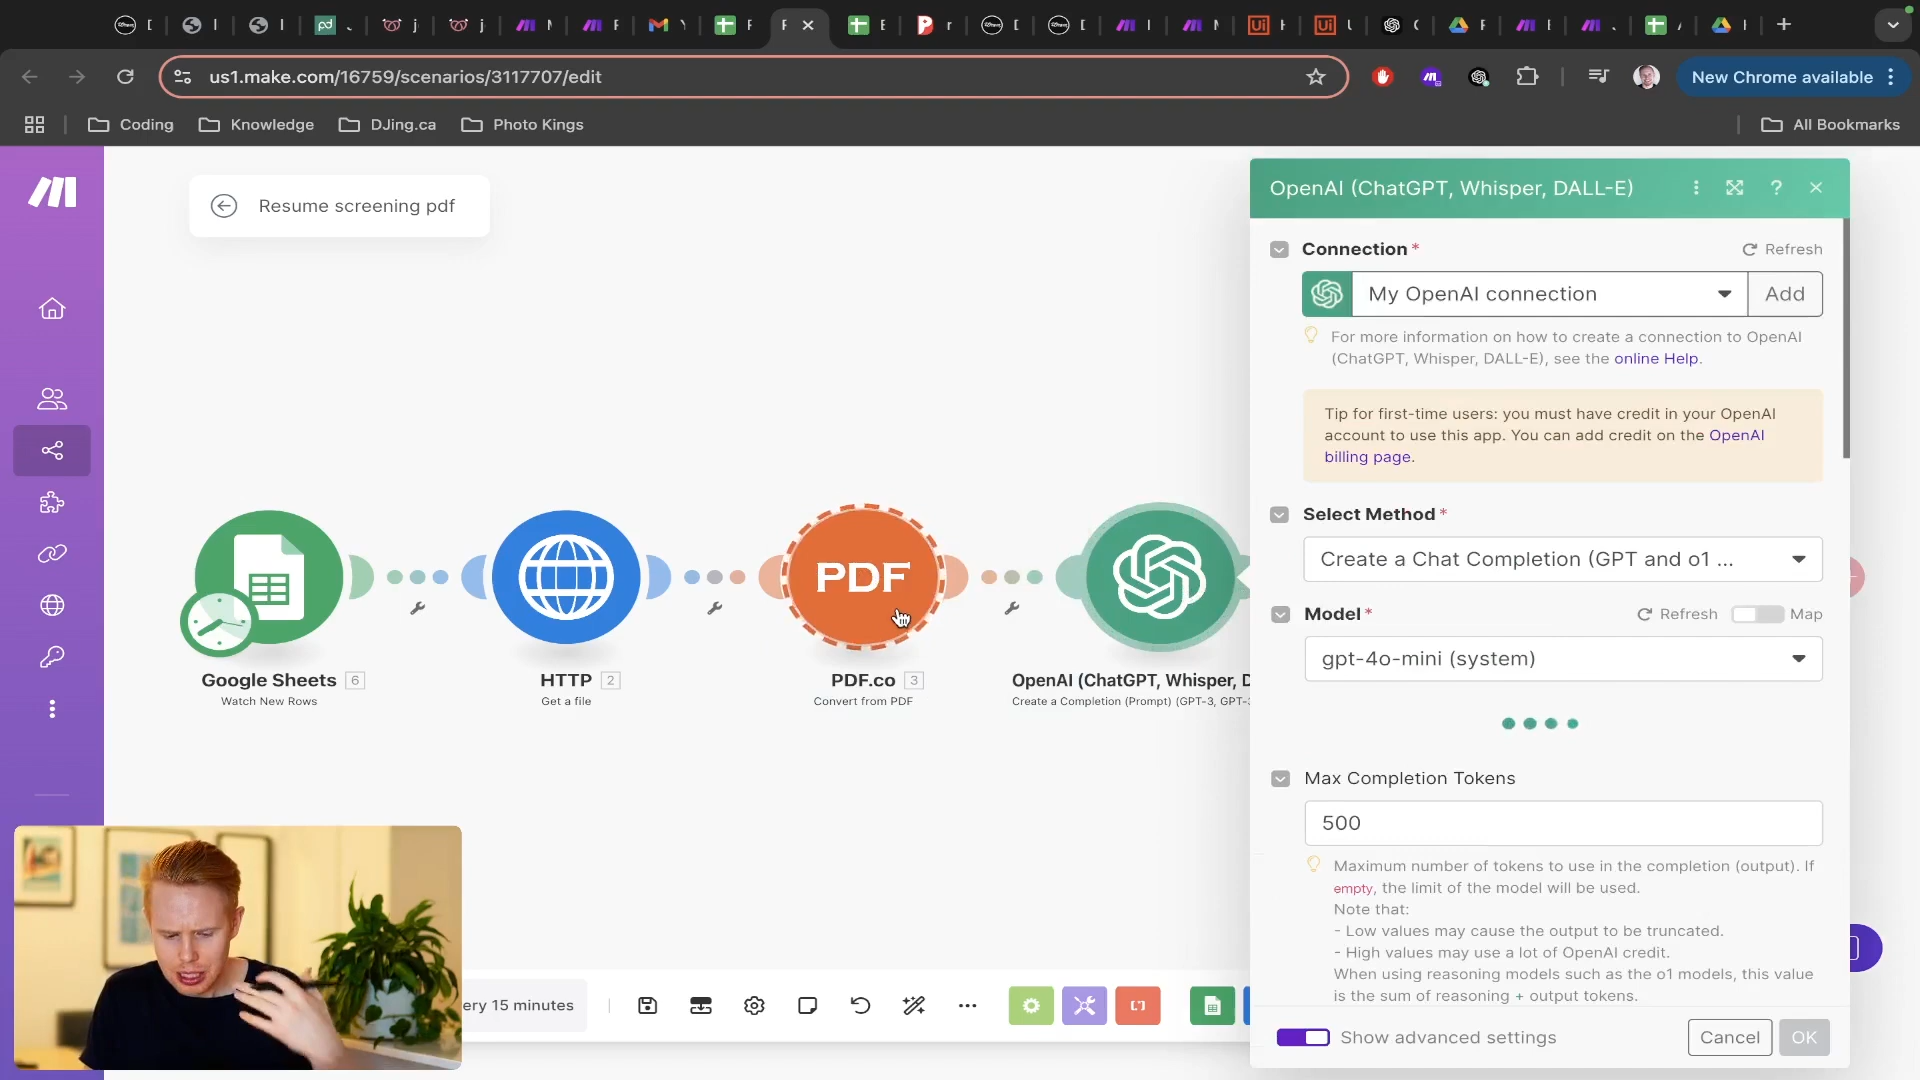 us1.make.com/16759/scenarios/3117707/edit
New Chrome available
Coding
Knowledge
DJing.ca
Photo Kings
All Bookmarks
Resume screening pdf
OpenAI (ChatGPT, Whisper, DALL-E)
Connection *
Refresh
My OpenAI connection
Add
For more information on how to create a connection to OpenAI
(ChatGPT, Whisper, DALL-E), see the online Help.
Tip for first-time users: you must have credit in your OpenAI
account to use this app. You can add credit on the OpenAI
billing page.
Select Method *
Create a Chat Completion (GPT and o1 ...
Model *
Refresh
Map
gpt-4o-mini (system)
Max Completion Tokens
500
Maximum number of tokens to use in the completion (output). If
empty, the limit of the model will be used.
Note that:
- Low values may cause the output to be truncated.
- High values may use a lot of OpenAI credit.
When using reasoning models such as the o1 models, this value
is the sum of reasoning + output tokens.
Show advanced settings
Cancel
OK
PDF
Google Sheets 6
Watch New Rows
HTTP 2
Get a file
PDF.co 3
Convert from PDF
OpenAI (ChatGPT, Whisper, D
Create a Completion (Prompt) (GPT-3, GPT-3
ery 15 minutes